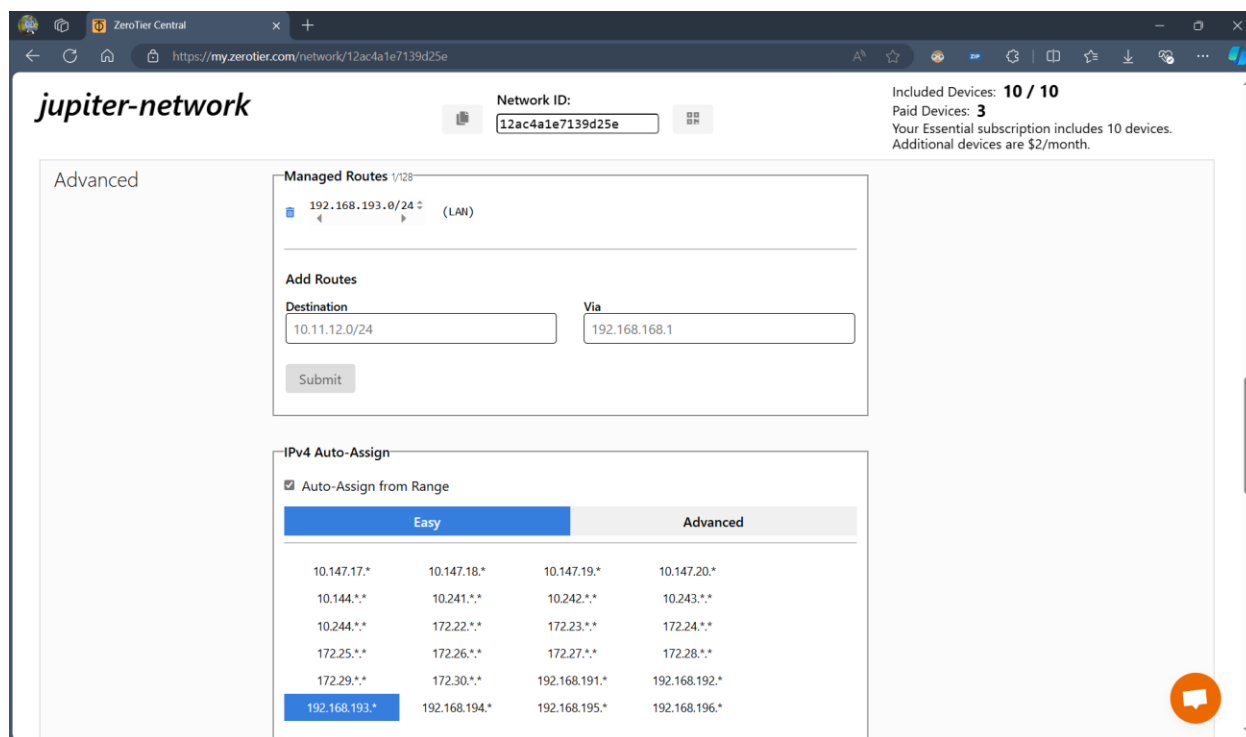 ZeroTier Central
https://my.zerotier.com/network/12ac4a1e7139d25e
jupiter-network
Network ID:
12ac4a1e7139d25e
Included Devices: 10 / 10
Paid Devices: 3
Your Essential subscription includes 10 devices.
Additional devices are $2/month.
Advanced
Managed Routes 1/128
192.168.193.0/24 (LAN)
Add Routes
Destination Via
10.11.12.0/24 192.168.168.1
Submit
IPv4 Auto-Assign
Auto-Assign from Range
Easy Advanced
10.147.17.* 10.147.18.* 10.147.19.* 10.147.20.*
10.144.*.* 10.241.*.* 10.242.*.* 10.243.*.*
10.244.*.* 172.22.*.* 172.23.*.* 172.24.*.*
172.25.*.* 172.26.*.* 172.27.*.* 172.28.*.*
172.29.*.* 172.30.*.* 192.168.191.* 192.168.192.*
192.168.193.* 192.168.194.* 192.168.195.* 192.168.196.*